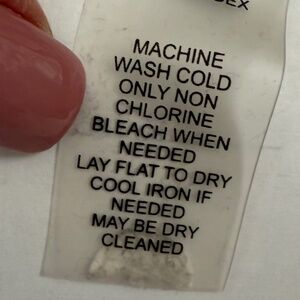 MACHINE
WASH COLD
ONLY NON
CHLORINE
BLEACH WHEN
NEEDED
LAY FLAT TO DRY
COOL IRON IF
NEEDED
MAY BE DRY
CLEANED